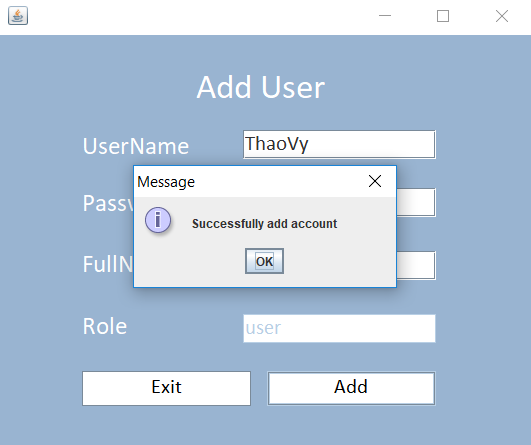 Add User
UserName
ThaoVy
Message
Successfully add account
OK
Role
user
Exit
Add